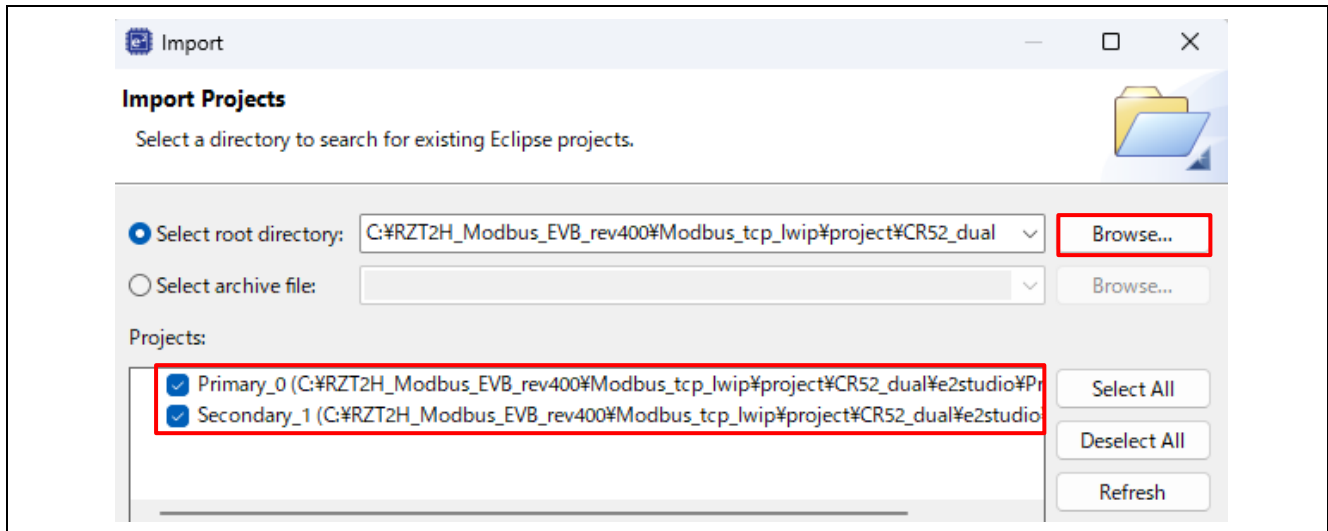 Import
Import Projects
Select a directory to search for existing Eclipse projects.
Select root directory: C:¥RZT2H_Modbus_EVB_rev400¥Modbus_tcp_lwip¥project¥CR52_dual Browse...
Select archive file: Browse...
Projects:
Primary_0 (C:¥RZT2H_Modbus_EVB_rev400¥Modbus_tcp_lwip¥project¥CR52_dual¥e2studio¥Pr Select All
Secondary_1 (C:¥RZT2H_Modbus_EVB_rev400¥Modbus_tcp_lwip¥project¥CR52_dual¥e2studio¥
Deselect All
Refresh